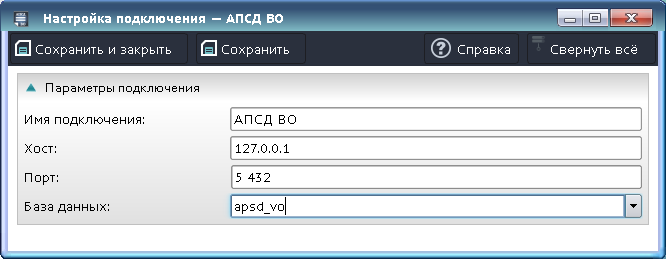 Настройка подключения — АПСД ВО
Сохранить и закрыть Сохранить Справка Свернуть всё
Параметры подключения
Имя подключения: АПСД ВО
Хост: 127.0.0.1
Порт: 5 432
База данных: apsd_vo